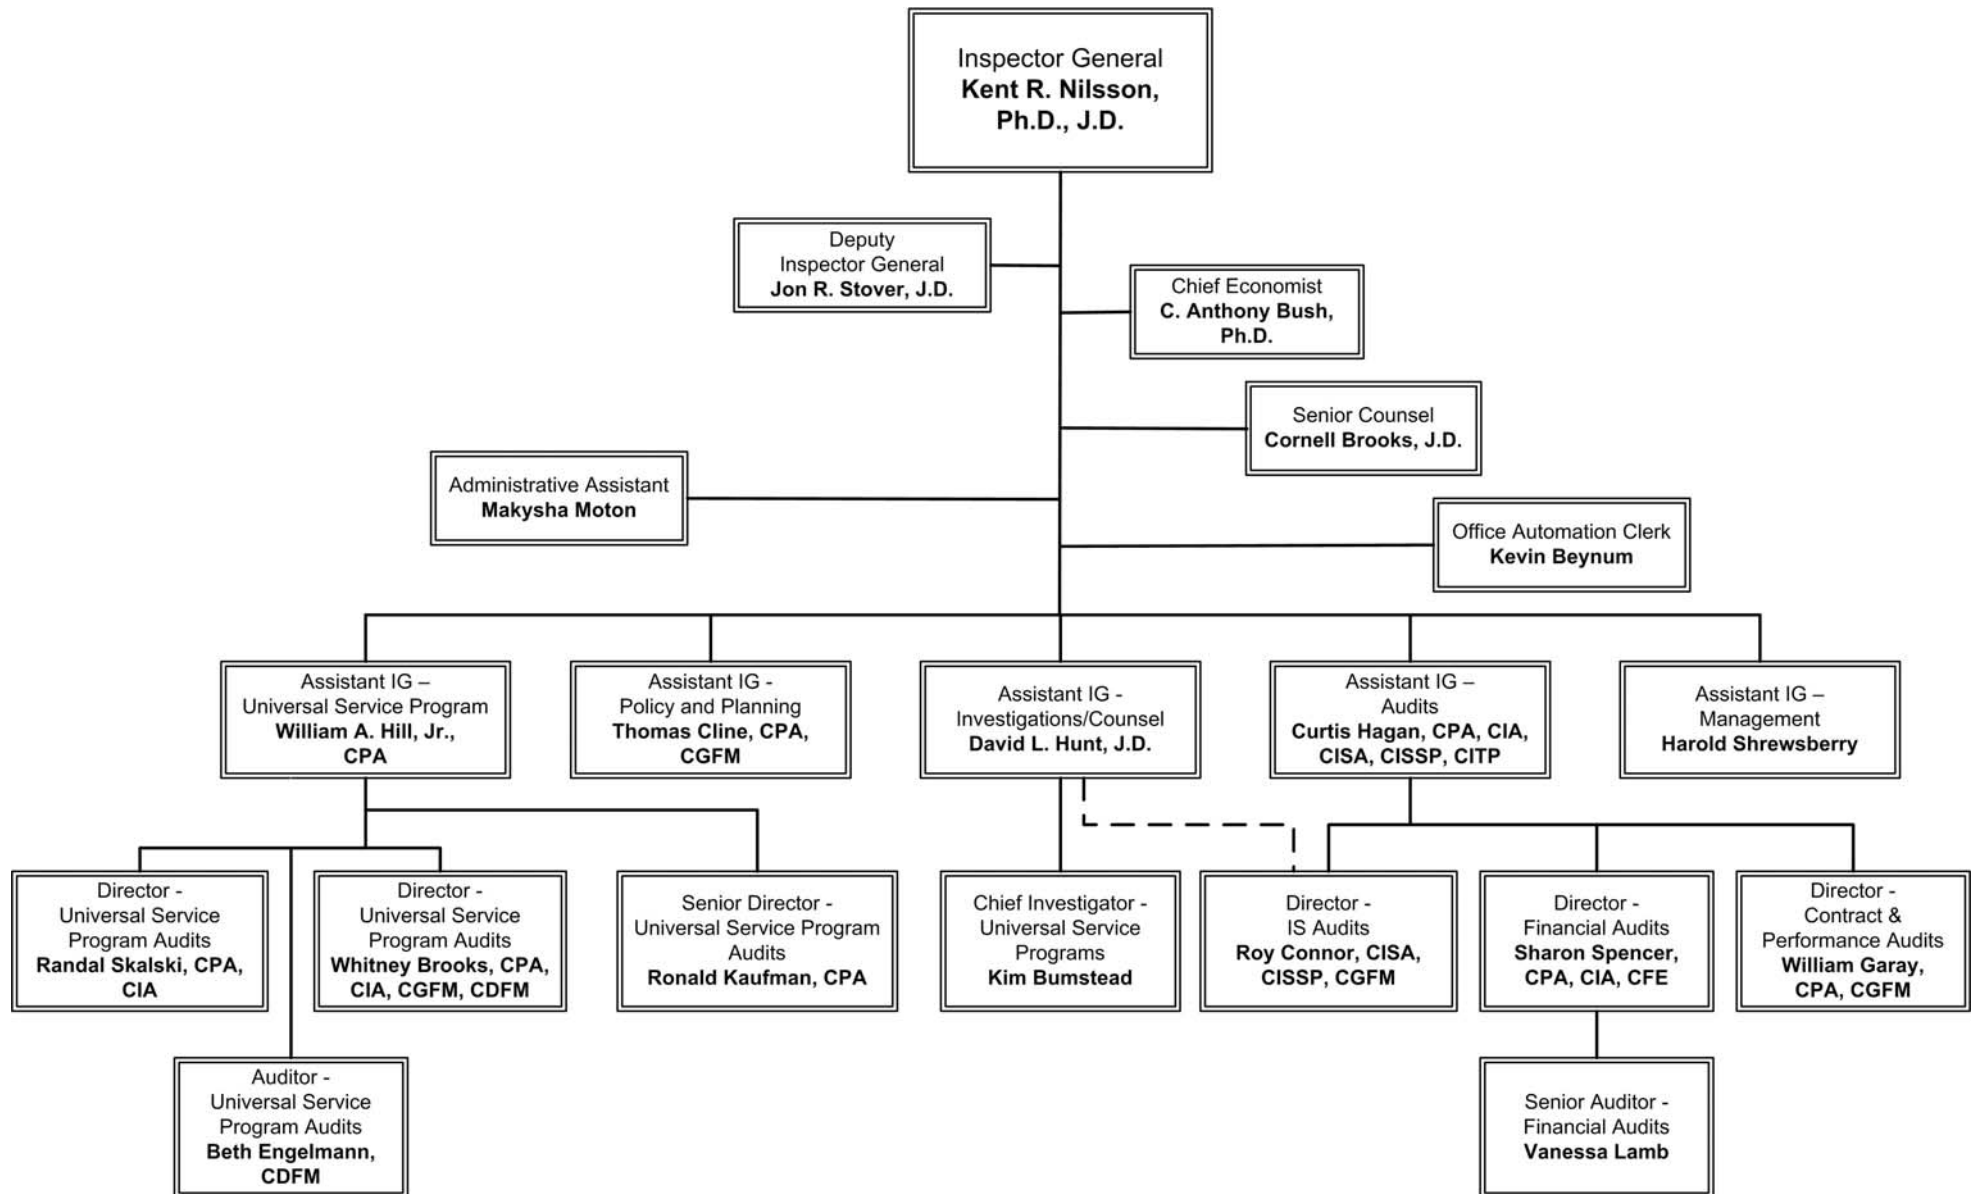 Inspector General
Kent R. Nilsson,
Ph.D., J.D.
Deputy
Inspector General
Jon R. Stover, J.D.
Chief Economist
C. Anthony Bush,
Ph.D.
Senior Counsel
Cornell Brooks, J.D.
Administrative Assistant
Makysha Moton
Office Automation Clerk
Kevin Beynum
Assistant IG –
Universal Service Program
William A. Hill, Jr.,
CPA
Assistant IG -
Policy and Planning
Thomas Cline, CPA,
CGFM
Assistant IG -
Investigations/Counsel
David L. Hunt, J.D.
Assistant IG –
Audits
Curtis Hagan, CPA, CIA,
CISA, CISSP, CITP
Assistant IG –
Management
Harold Shrewsberry
Director -
Universal Service
Program Audits
Randal Skalski, CPA,
CIA
Director -
Universal Service
Program Audits
Whitney Brooks, CPA,
CIA, CGFM, CDFM
Senior Director -
Universal Service Program
Audits
Ronald Kaufman, CPA
Chief Investigator -
Universal Service
Programs
Kim Bumstead
Director -
IS Audits
Roy Connor, CISA,
CISSP, CGFM
Director -
Financial Audits
Sharon Spencer,
CPA, CIA, CFE
Director -
Contract &
Performance Audits
William Garay,
CPA, CGFM
Auditor -
Universal Service
Program Audits
Beth Engelmann,
CDFM
Senior Auditor -
Financial Audits
Vanessa Lamb